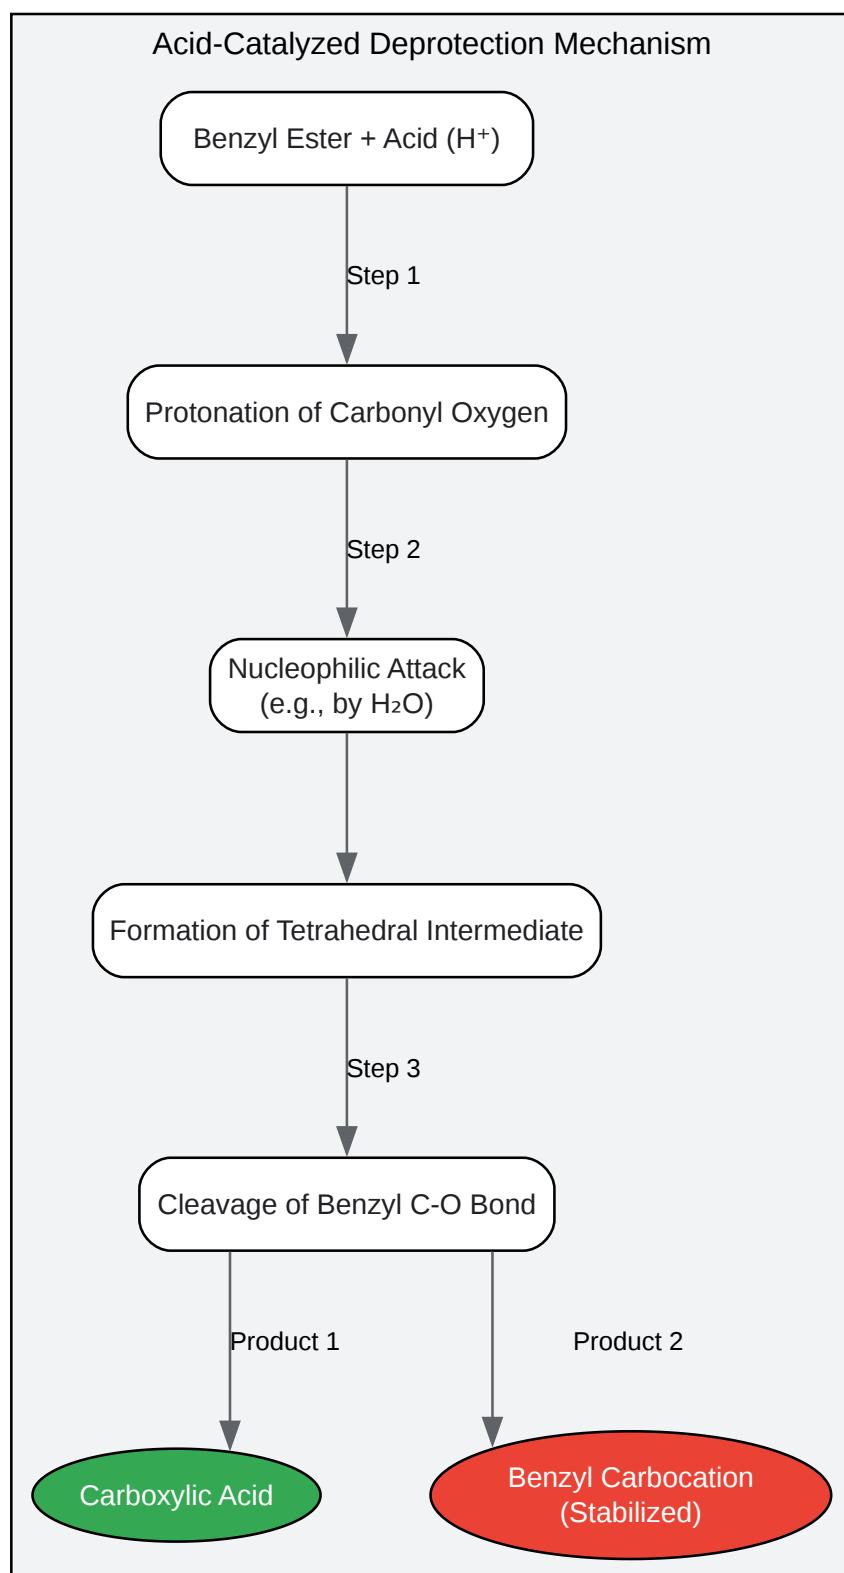 Acid-Catalyzed Deprotection Mechanism
Benzyl Ester + Acid (H⁺)
Step 1
Protonation of Carbonyl Oxygen
Step 2
Nucleophilic Attack
(e.g., by H₂O)
Formation of Tetrahedral Intermediate
Step 3
Cleavage of Benzyl C-O Bond
Product 1
Product 2
Carboxylic Acid
Benzyl Carbocation
(Stabilized)